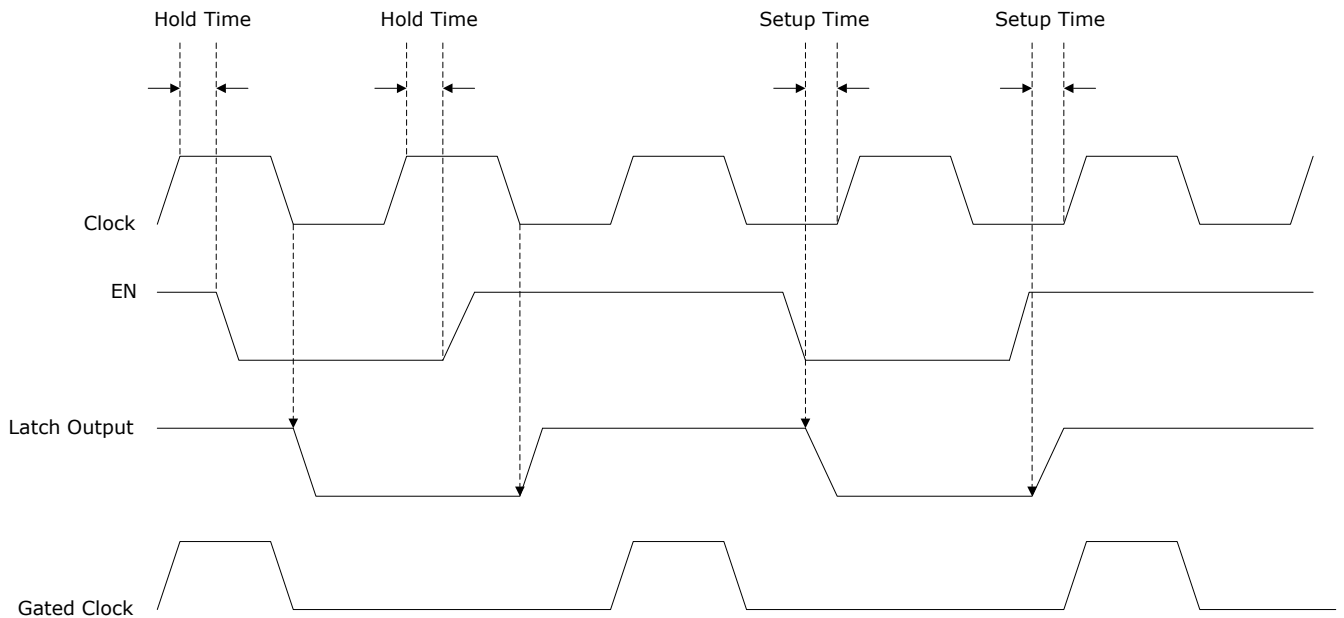 Hold Time
Hold Time
Setup Time
Setup Time
Clock
EN
Latch Output
Gated Clock